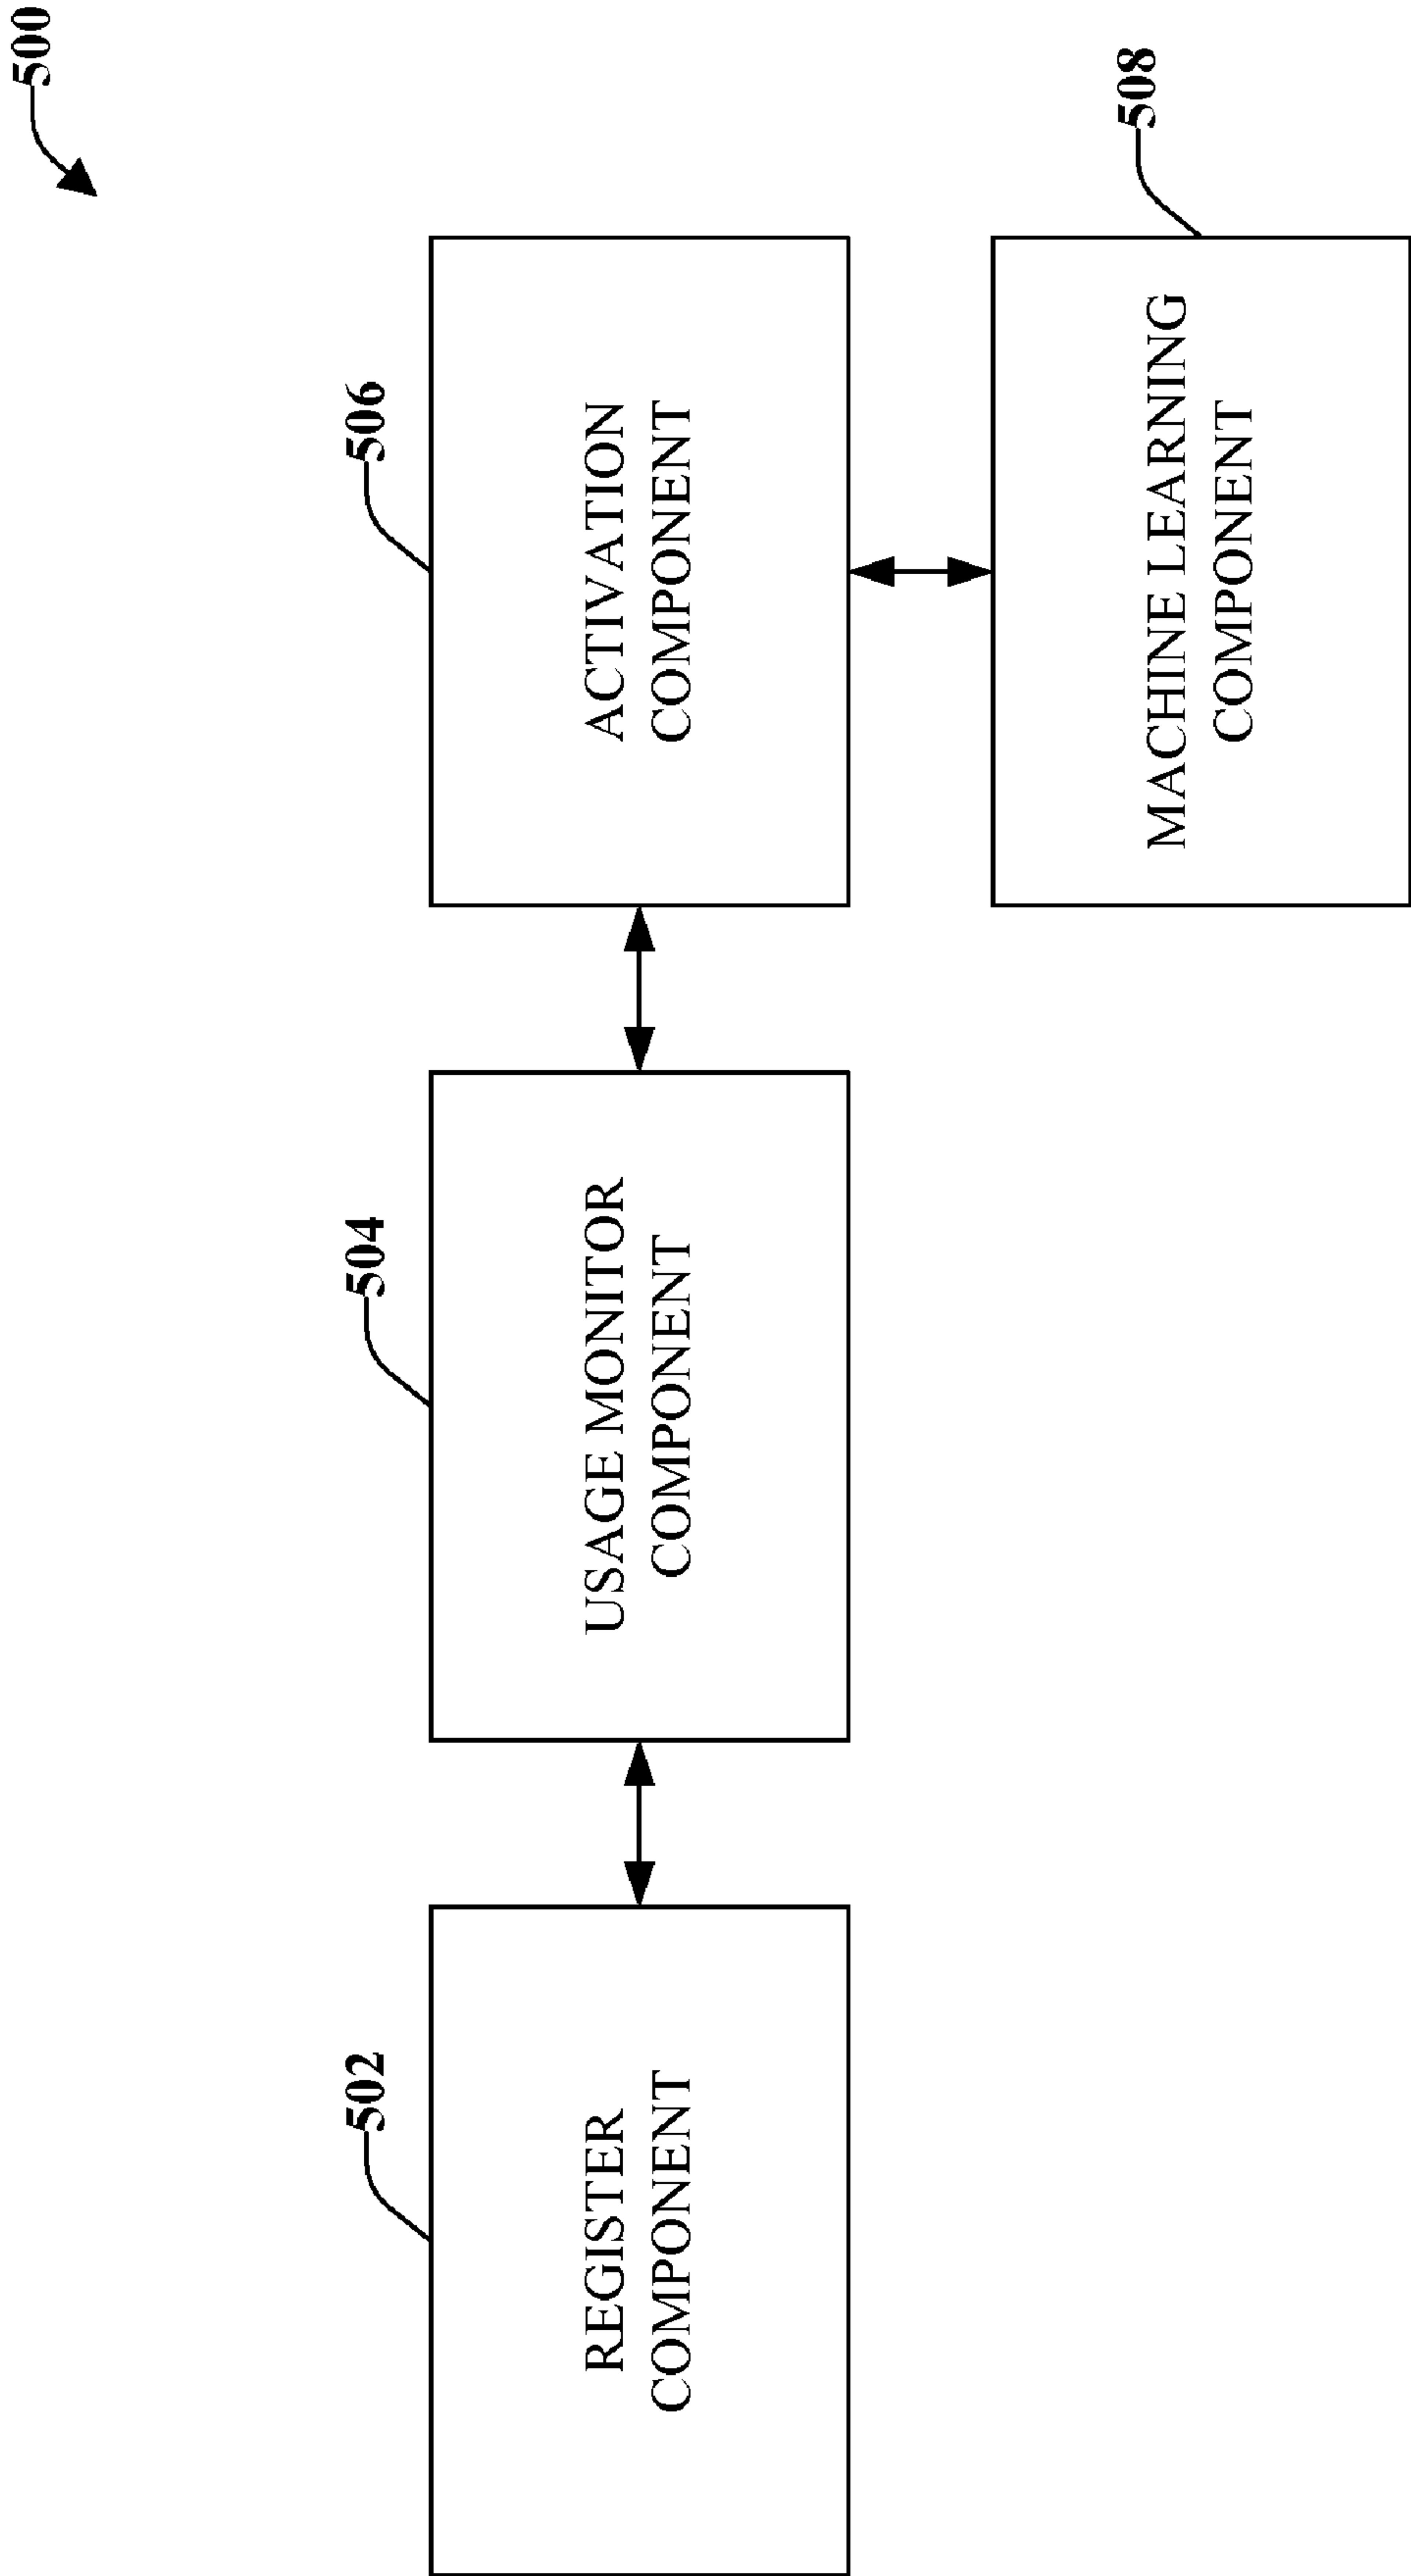 500
502
REGISTER
COMPONENT
504
USAGE MONITOR
COMPONENT
506
ACTIVATION
COMPONENT
508
MACHINE LEARNING
COMPONENT